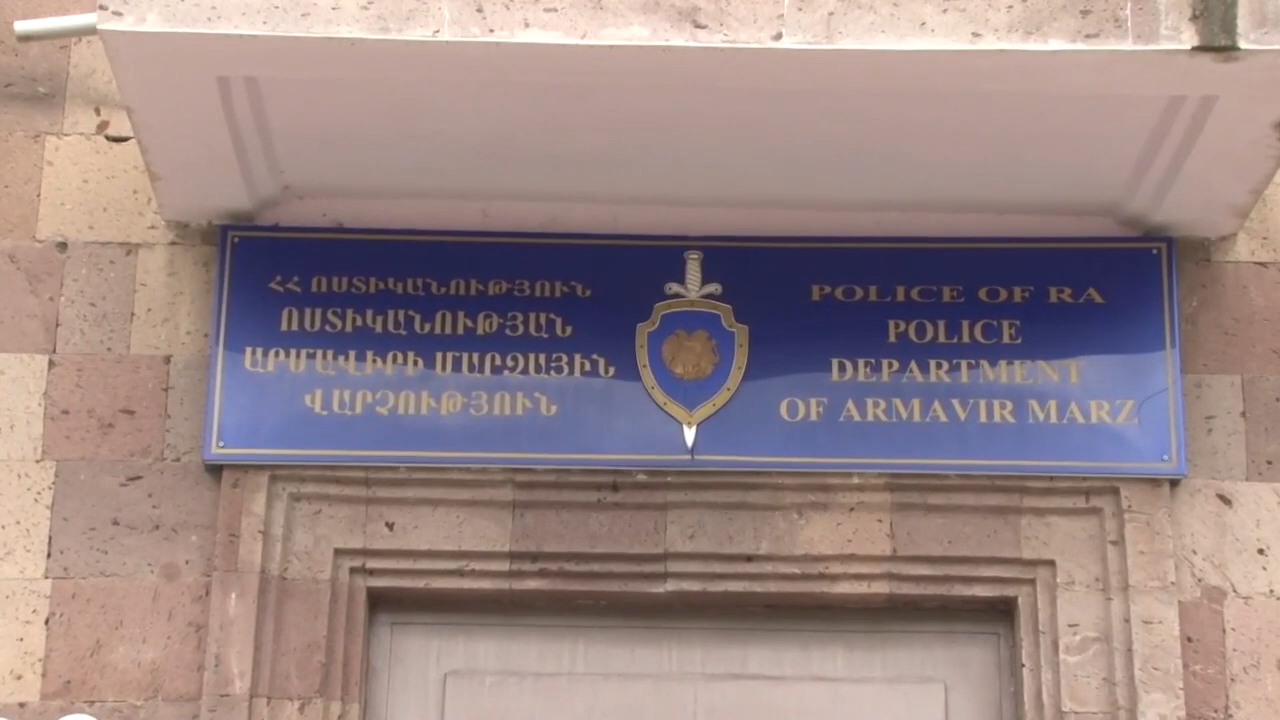 ՀՀ ՈՍՏԻԿԱՆՈՒԹՅՈՒՆ
ՈՍՏԻԿԱՆՈՒԹՅԱՆ
ԱՐՄԱՎԻՐԻ ՄԱՐԶԱՅԻՆ
ՎԱՐՉՈՒԹՅՈՒՆ
POLICE OF RA
POLICE
DEPARTMENT
OF ARMAVIR MARZ